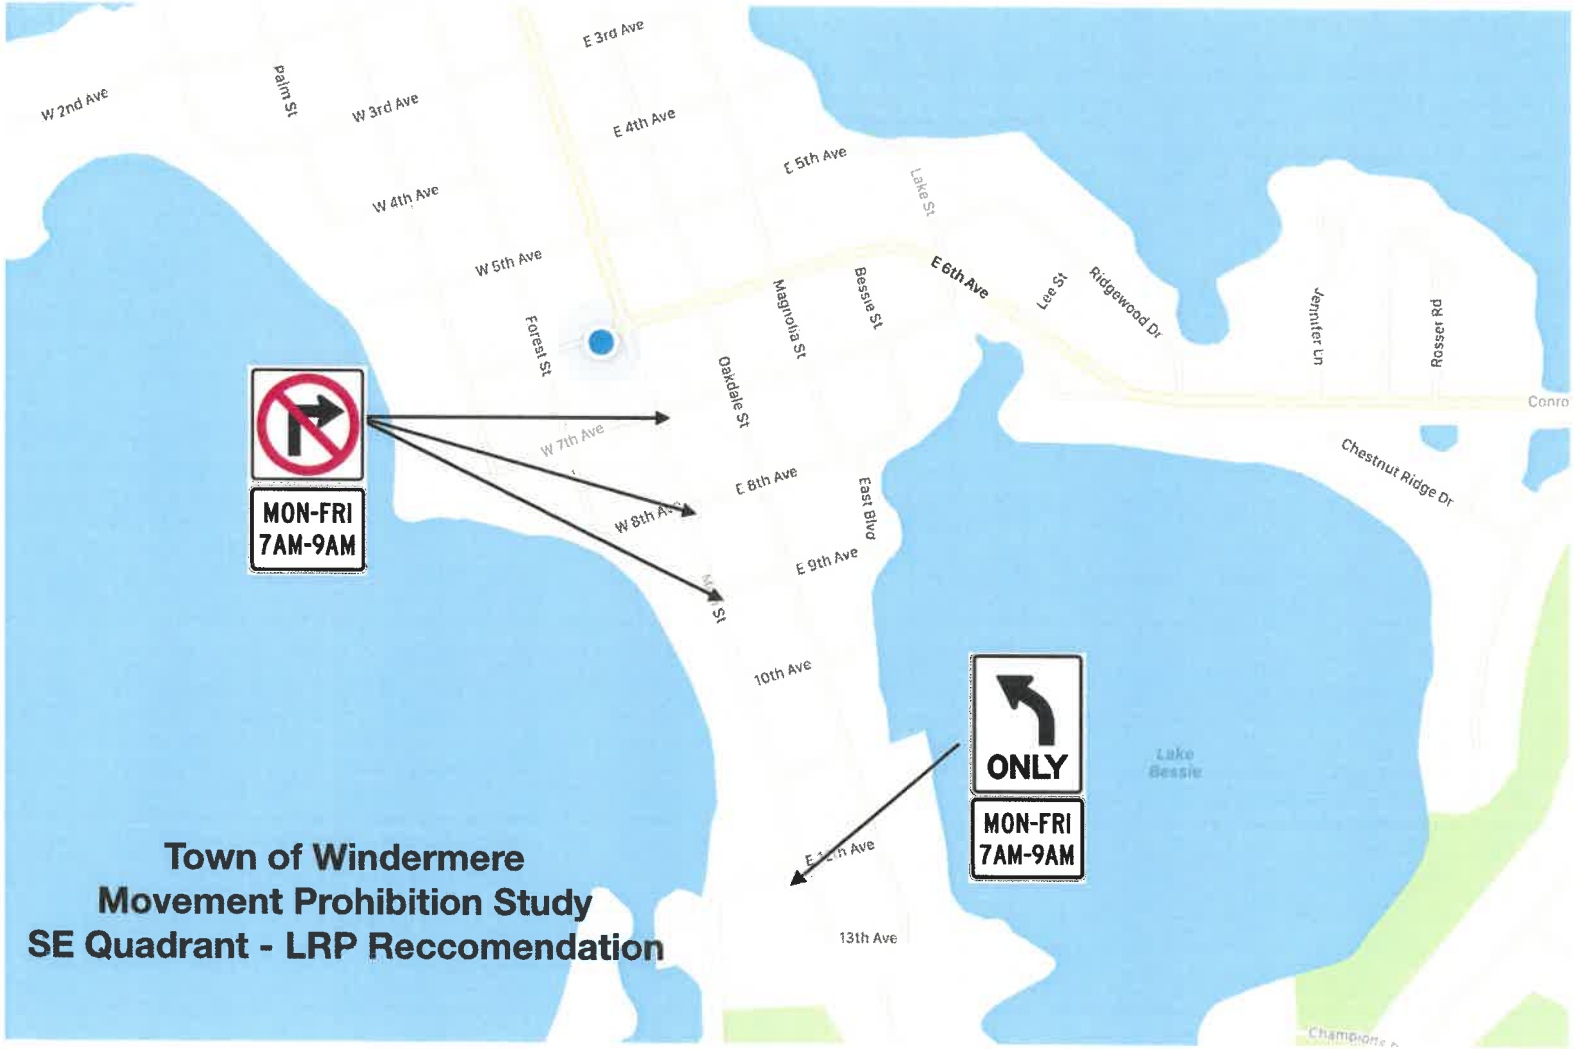 E 3rd Ave
W 2nd Ave
Palm St
W 3rd Ave
E 4th Ave
E 5th Ave
Lake St
W 4th Ave
W 5th Ave
E 6th Ave
Lee St
Ridgewood Dr
Bessie St
Magnolia St
Jennifer Ln
Rosser Rd
Forest St
Oakdale St
Conro
W 7th Ave
Chestnut Ridge Dr
E 8th Ave
East Blvd
MON-FRI
7AM-9AM
W 8th
E 9th Ave
St
10th Ave
ONLY
Lake
Bessie
MON-FRI
7AM-9AM
E Ave
Town of Windermere
Movement Prohibition Study
SE Quadrant - LRP Reccomendation
13th Ave
Champions